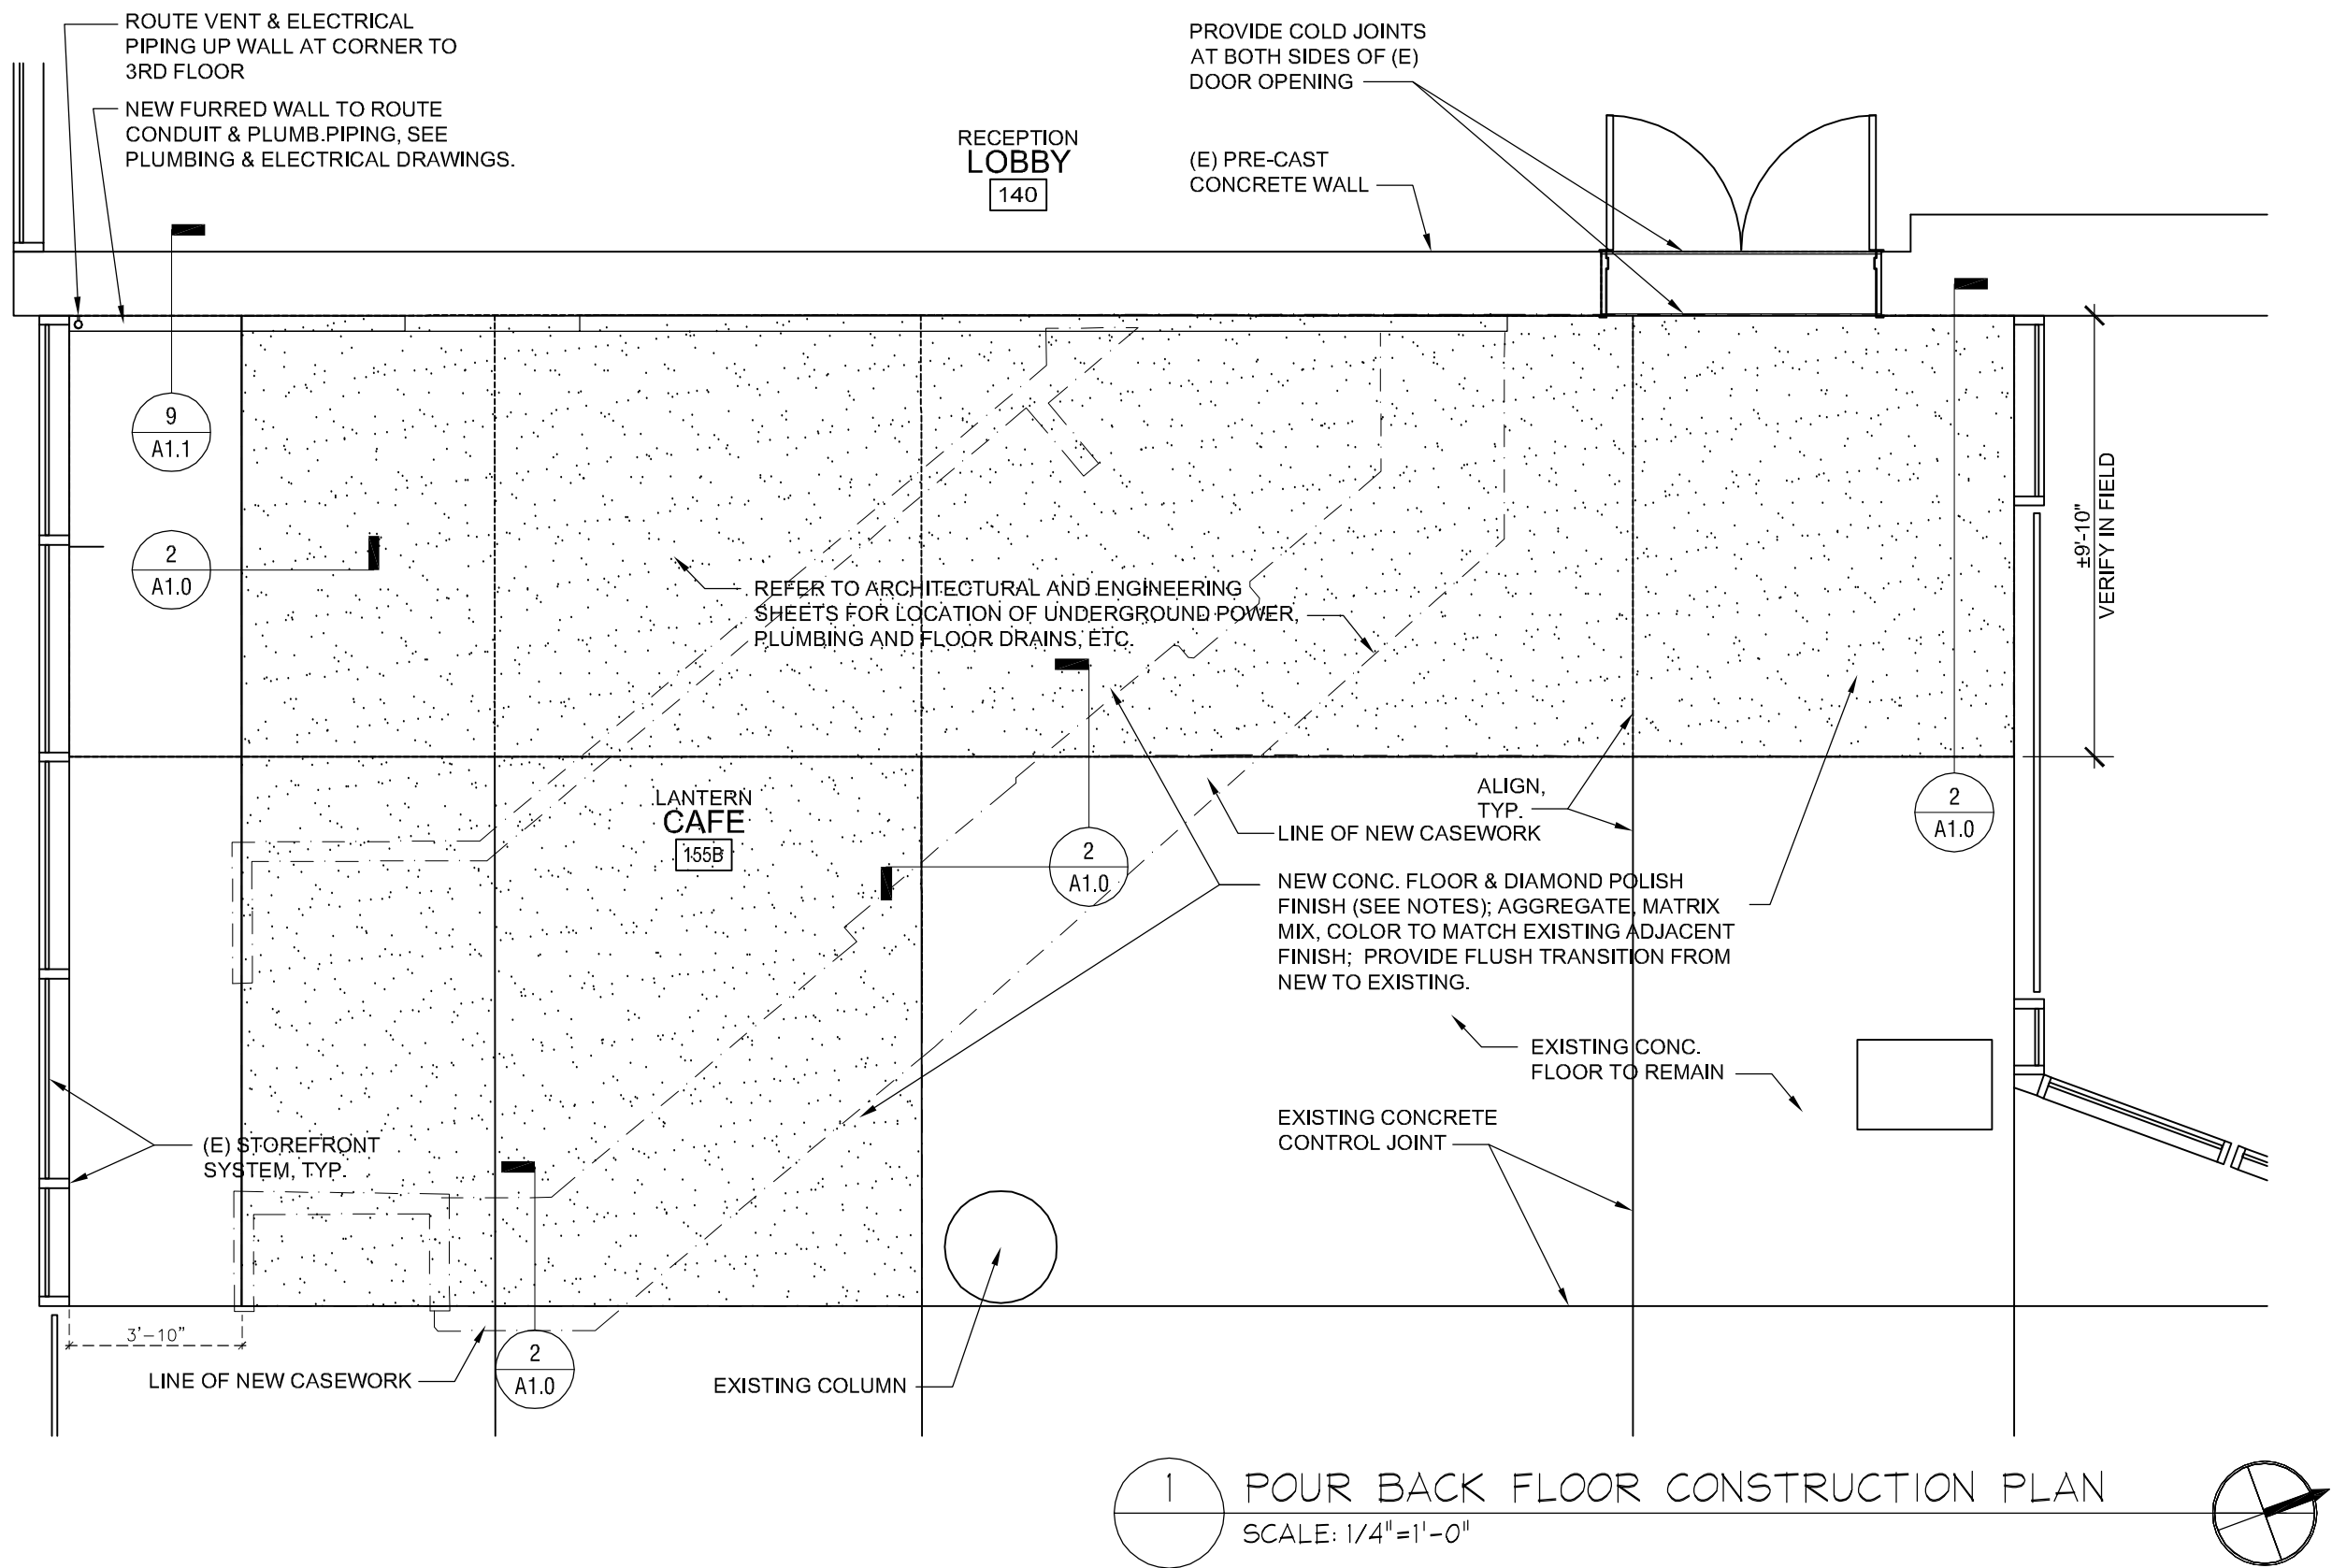 ROUTE VENT & ELECTRICAL
PIPING UP WALL AT CORNER TO
3RD FLOOR
NEW FURRED WALL TO ROUTE
CONDUIT & PLUMB.PIPING, SEE
PLUMBING & ELECTRICAL DRAWINGS.
RECEPTION
LOBBY
140
PROVIDE COLD JOINTS
AT BOTH SIDES OF (E)
DOOR OPENING
(E) PRE-CAST
CONCRETE WALL
9
A1.1
2
A1.0
±9'-10"
VERIFY IN FIELD
REFER TO ARCHITECTURAL AND ENGINEERING
SHEETS FOR LOCATION OF UNDERGROUND POWER,
PLUMBING AND FLOOR DRAINS, ETC.
LANTERN
CAFE
155B
2
A1.0
ALIGN,
TYP.
LINE OF NEW CASEWORK
2
A1.0
NEW CONC. FLOOR & DIAMOND POLISH
FINISH (SEE NOTES); AGGREGATE, MATRIX
MIX, COLOR TO MATCH EXISTING ADJACENT
FINISH; PROVIDE FLUSH TRANSITION FROM
NEW TO EXISTING.
EXISTING CONC.
FLOOR TO REMAIN
EXISTING CONCRETE
CONTROL JOINT
(E) STOREFRONT
SYSTEM, TYP.
3'-10"
LINE OF NEW CASEWORK
2
A1.0
EXISTING COLUMN
1
POUR BACK FLOOR CONSTRUCTION PLAN
SCALE: 1/4"=1'-0"